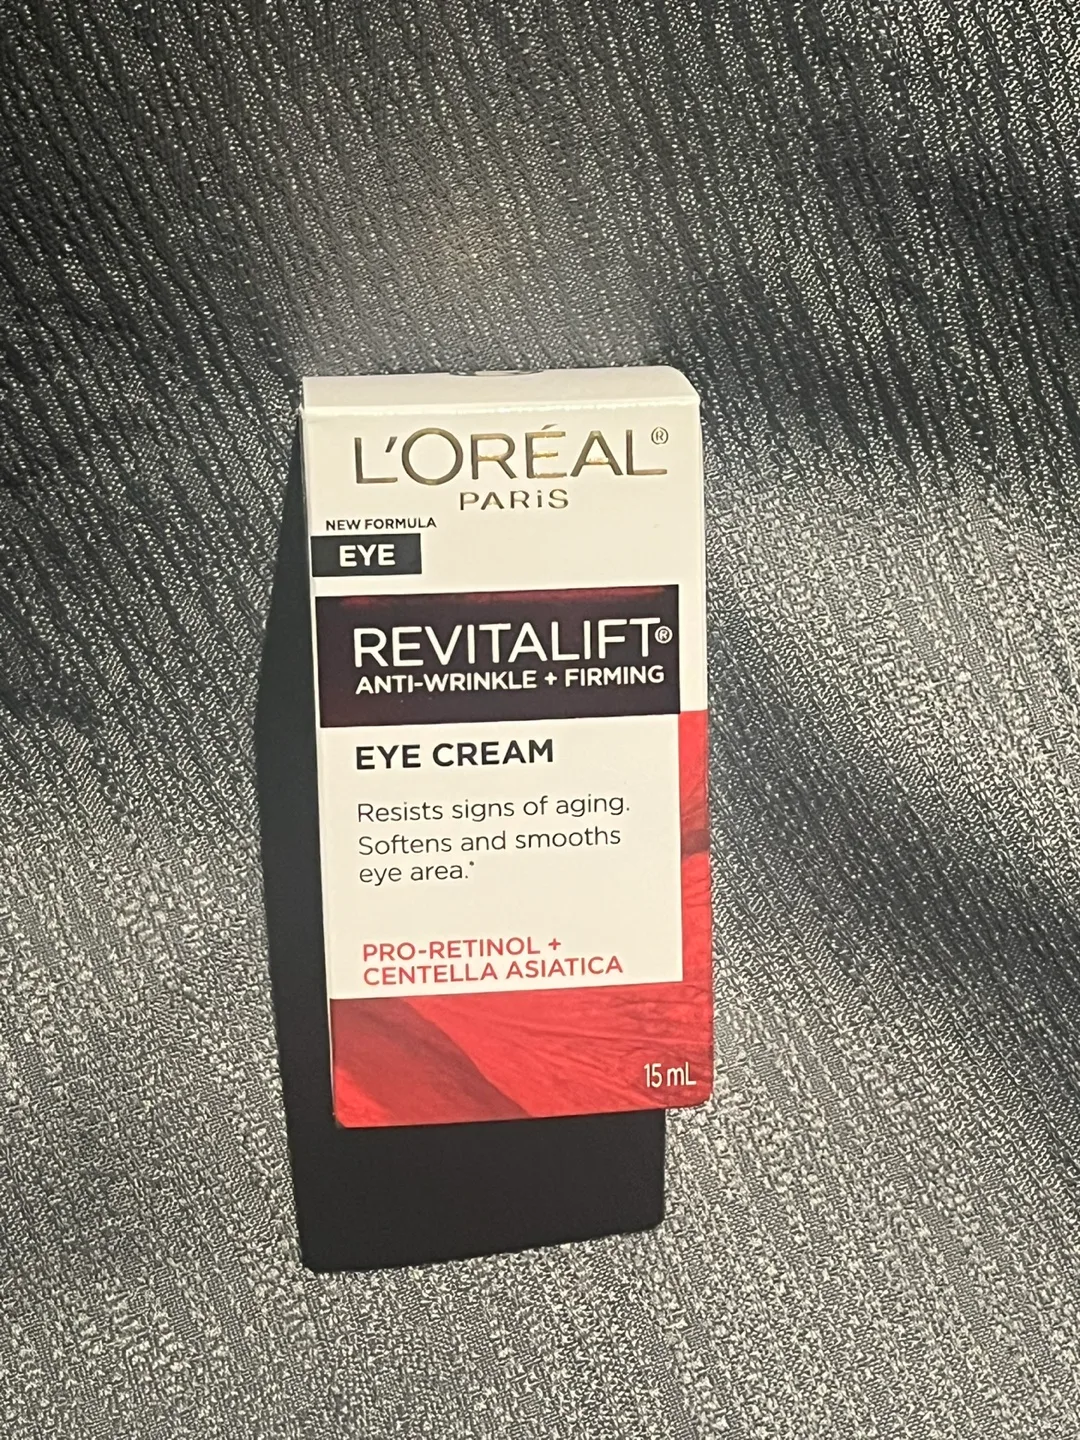 L'ORÉAL®
PARiS
NEW FORMULA
EYE
REVITALIFT®
ANTI-WRINKLE + FIRMING
EYE CREAM
Resists signs of aging.
Softens and smooths
eye area.*
PRO-RETINOL +
CENTELLA ASIATICA
15 mL